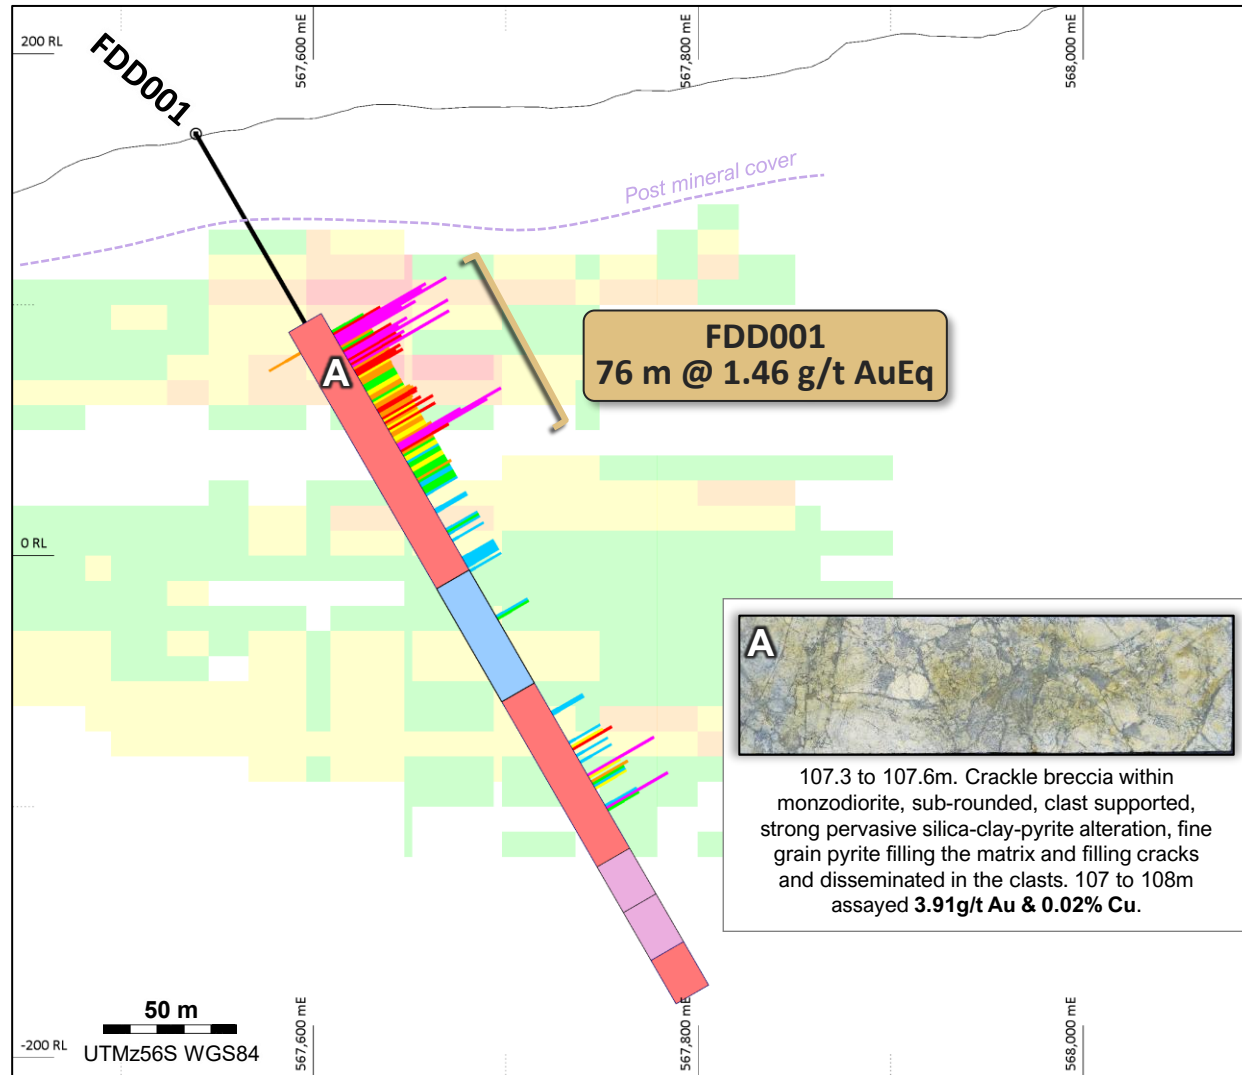 200 RL
567,600 mE
567,800 mE
568,000 mE
FDD001
Post mineral cover
FDD001
76 m @ 1.46 g/t AuEq
A
0 RL
A
107.3 to 107.6m. Crackle breccia within
monzodiorite, sub-rounded, clast supported,
strong pervasive silica-clay-pyrite alteration, fine
grain pyrite filling the matrix and filling cracks
and disseminated in the clasts. 107 to 108m
assayed 3.91g/t Au & 0.02% Cu.
50 m
UTMz56S WGS84
-200 RL
567,600 mE
567,800 mE
568,000 mE